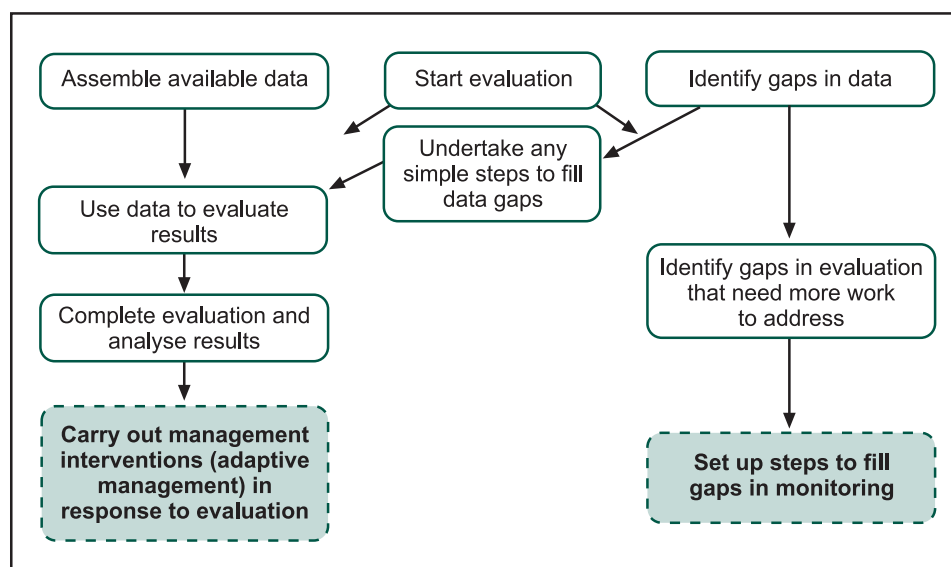 Assemble available data
Start evaluation
Identify gaps in data
Undertake any
simple steps to fill
data gaps
Use data to evaluate
results
Identify gaps in evaluation
that need more work
to address
Complete evaluation and
analyse results
Carry out management
interventions (adaptive
management) in
response to evaluation
Set up steps to fill
gaps in monitoring